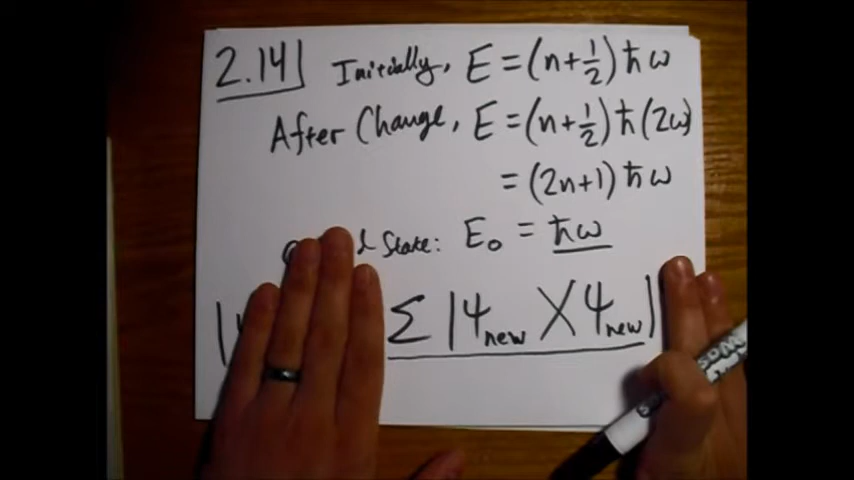 2.14 Initially, E = (n+1/2) ħω
After Change, E = (n+1/2) ħ(2ω)
= (2n+1) ħω
State: E₀ = ħω
Σ |Ψnew⟩⟨Ψnew|